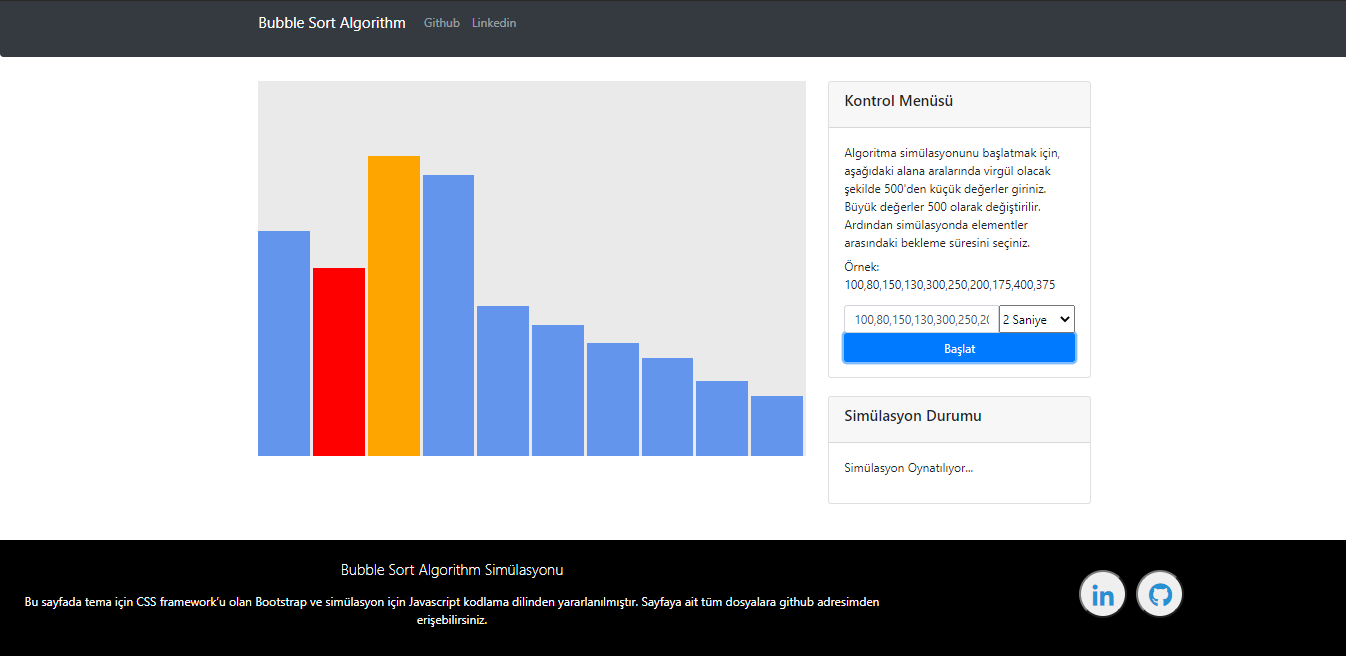 Bubble Sort Algorithm Github Linkedin
Kontrol Menüsü
Algoritma simülasyonunu başlatmak için,
aşağıdaki alana aralarında virgül olacak
şekilde 500'den küçük değerler giriniz.
Büyük değerler 500 olarak değiştirilir.
Ardından simülasyonda elementler
arasındaki bekleme süresini seçiniz.
Örnek:
100,80,150,130,300,250,200,175,400,375
100,80,150,130,300,250,20 2 Saniye
Başlat
Simülasyon Durumu
Simülasyon Oynatılıyor...
Bubble Sort Algorithm Simülasyonu
Bu sayfada tema için CSS framework'u olan Bootstrap ve simülasyon için Javascript kodlama dilinden yararlanılmıştır. Sayfaya ait tüm dosyalara github adresimden
erişebilirsiniz.
in